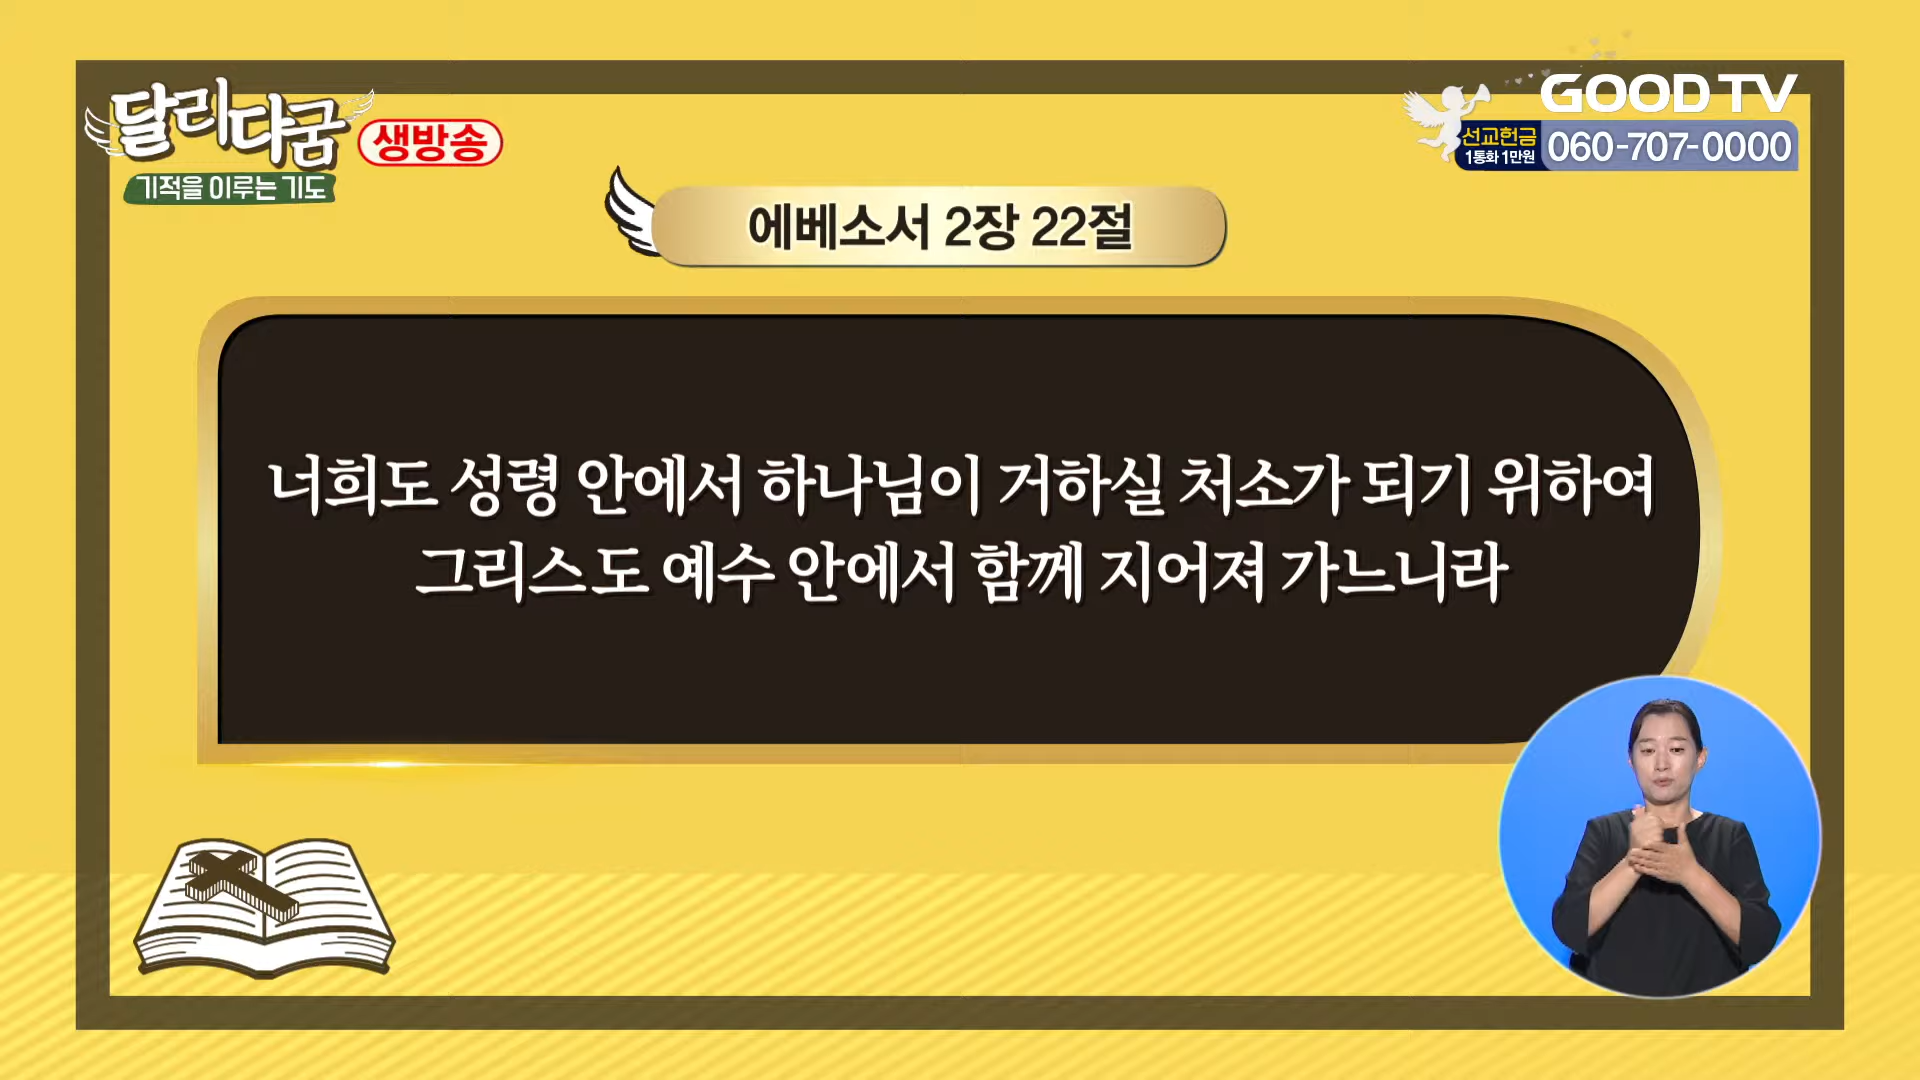 달리다굼
생방송
기적을 이루는 기도
GOODTV
선교헌금
1통화 1만원
060-707-0000
에베소서 2장 22절
너희도 성령 안에서 하나님이 거하실 처소가 되기 위하여
그리스도 예수 안에서 함께 지어져 가느니라